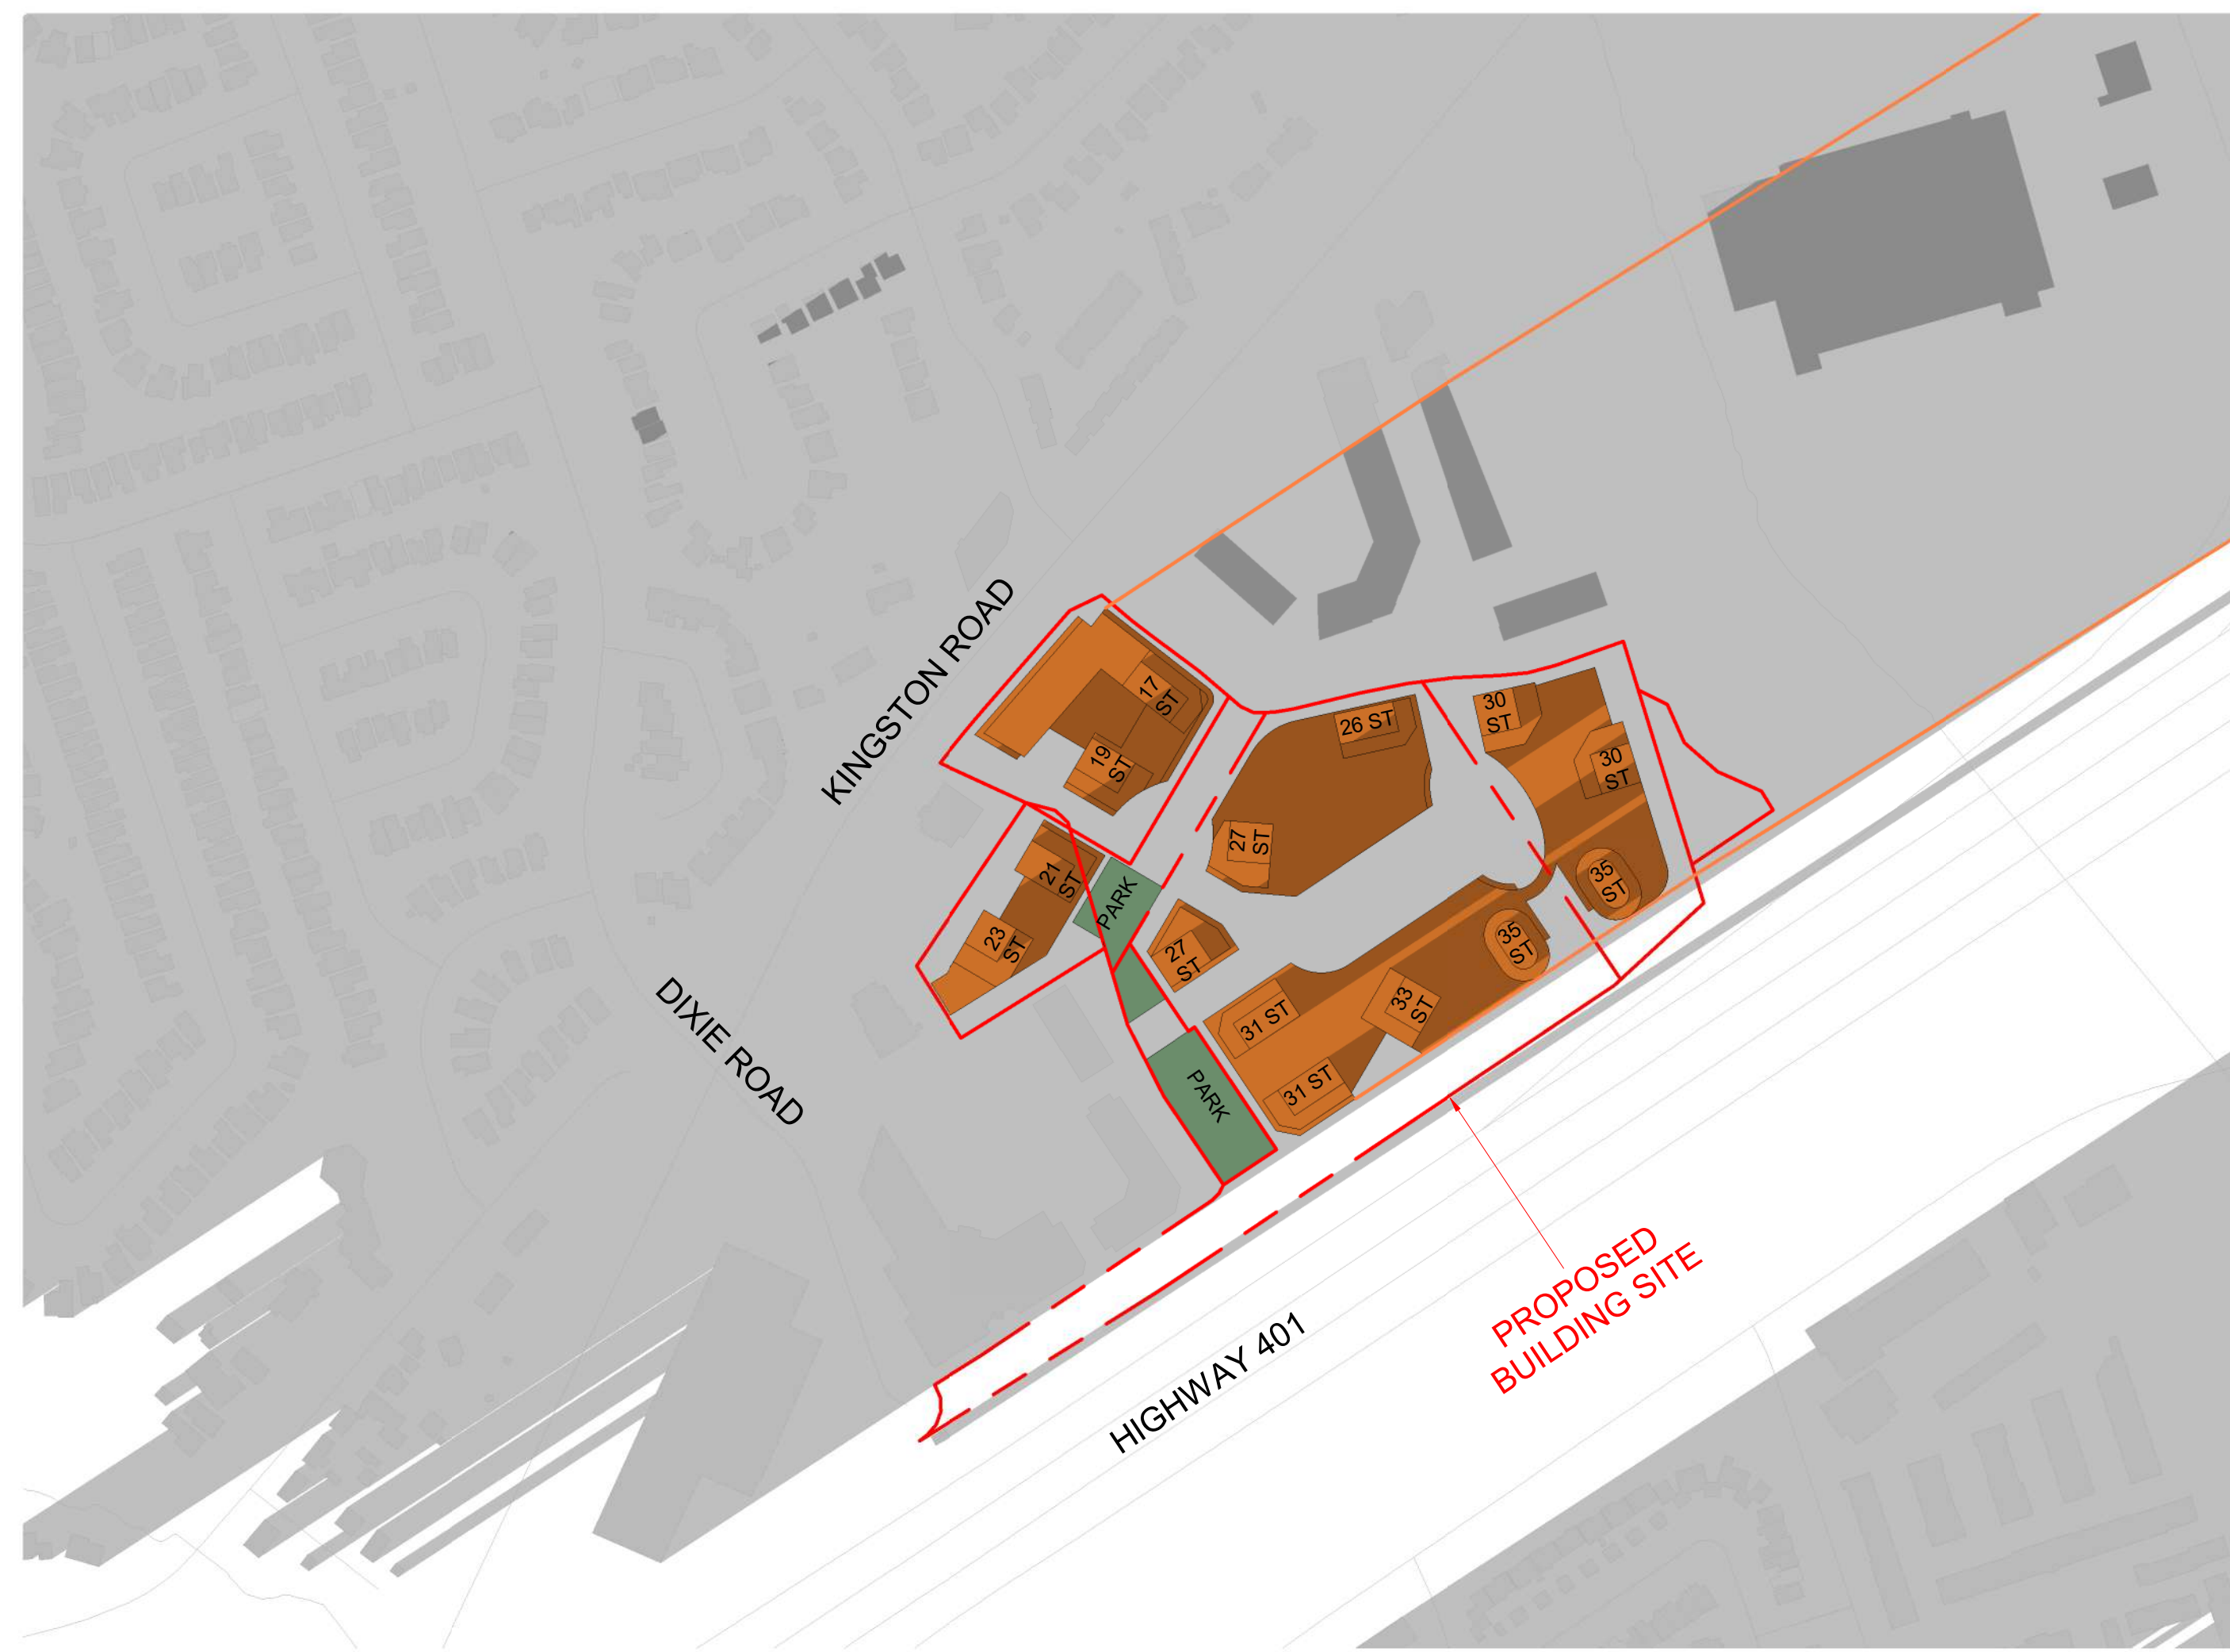 KINGSTON ROAD
17
ST
19
ST
26 ST
30
ST
30
ST
27
ST
21
ST
PARK
35
ST
23
ST
27
ST
35
ST
33
ST
31 ST
31 ST
PARK
DIXIE ROAD
HIGHWAY 401
PROPOSED
BUILDING SITE